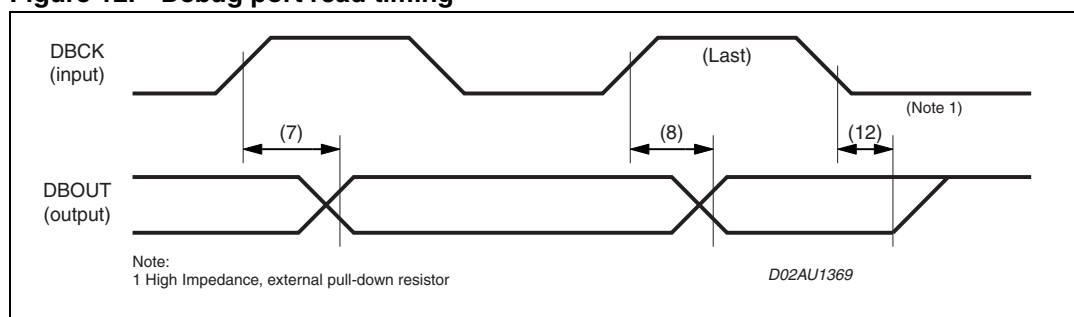 Figure 12. Debug port read timing
DBCK
(input)
(Last)
(Note 1)
(7)
(8)
(12)
DBOUT
(output)
Note:
1 High Impedance, external pull-down resistor
D02AU1369